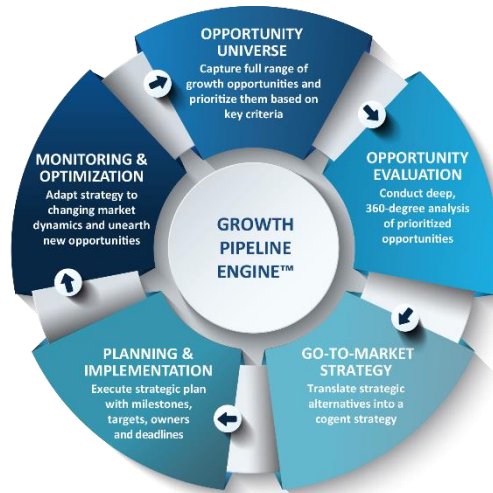 OPPORTUNITY
UNIVERSE
Capture full range of
growth opportunities and
prioritize them based on
key criteria
OPPORTUNITY
EVALUATION
Conduct deep,
360-degree analysis
of prioritized
opportunities
GO-TO-MARKET
STRATEGY
Translate strategic
alternatives into a
cogent strategy
PLANNING &
IMPLEMENTATION
Execute strategic plan
with milestones,
targets, owners
and deadlines
MONITORING &
OPTIMIZATION
Adapt strategy to
changing market
dynamics and unearth
new opportunities
GROWTH
PIPELINE
ENGINE™